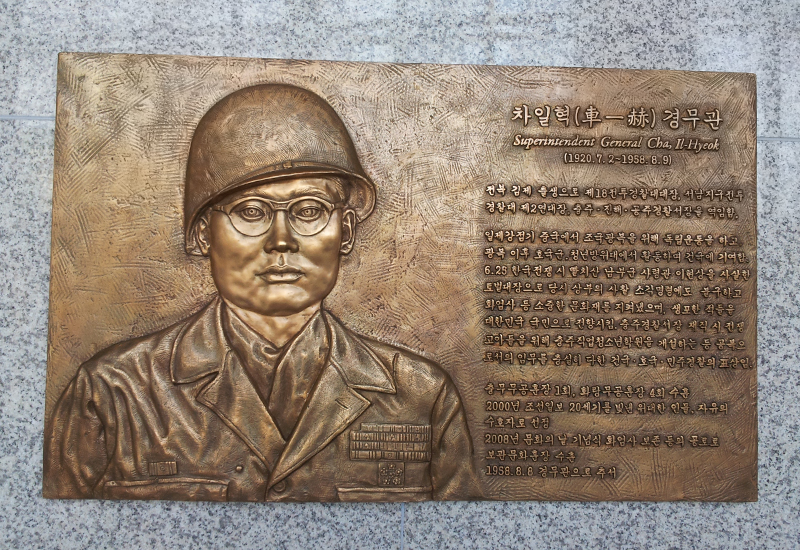 차일혁(車一赫) 경무관
Superintendent General Cha, Il-Hyeok
(1920.7.2~1958.8.9)
전북 김제 출생으로 제18전투경찰대대장, 서남지구전투
경찰대 제2연대장, 충주·진해·공주경찰서장을 역임함.
일제강점기 중국에서 조국광복을 위해 독립운동을 하고
광복 이후 호국군, 청년방위대에서 활동하며 건국에 기여함.
6.25 한국전쟁 시 빨치산 남부군 사령관 이현상을 사살한
토벌대장으로 당시 상부의 사찰 소각명령에도 불구하고
화엄사 등 소중한 문화재를 지켜냈으며, 생포한 적들을
대한민국 국민으로 전향시킴. 충주경찰서장 재직 시 전쟁
고아들을 위해 충주직업청소년학원을 개설하는 등 공복으
로서의 임무를 충실히 다한 건국·호국·민주경찰의 표상임.
충무무공훈장 1회, 화랑무공훈장 4회 수훈
2000년 조선일보 20세기를 빛낸 위대한 인물, 자유의
수호자로 선정
2008년 문화의 날 기념식 화엄사 보존 등의 공로로
보관문화훈장 수훈
1958.8.8 경무관으로 추서